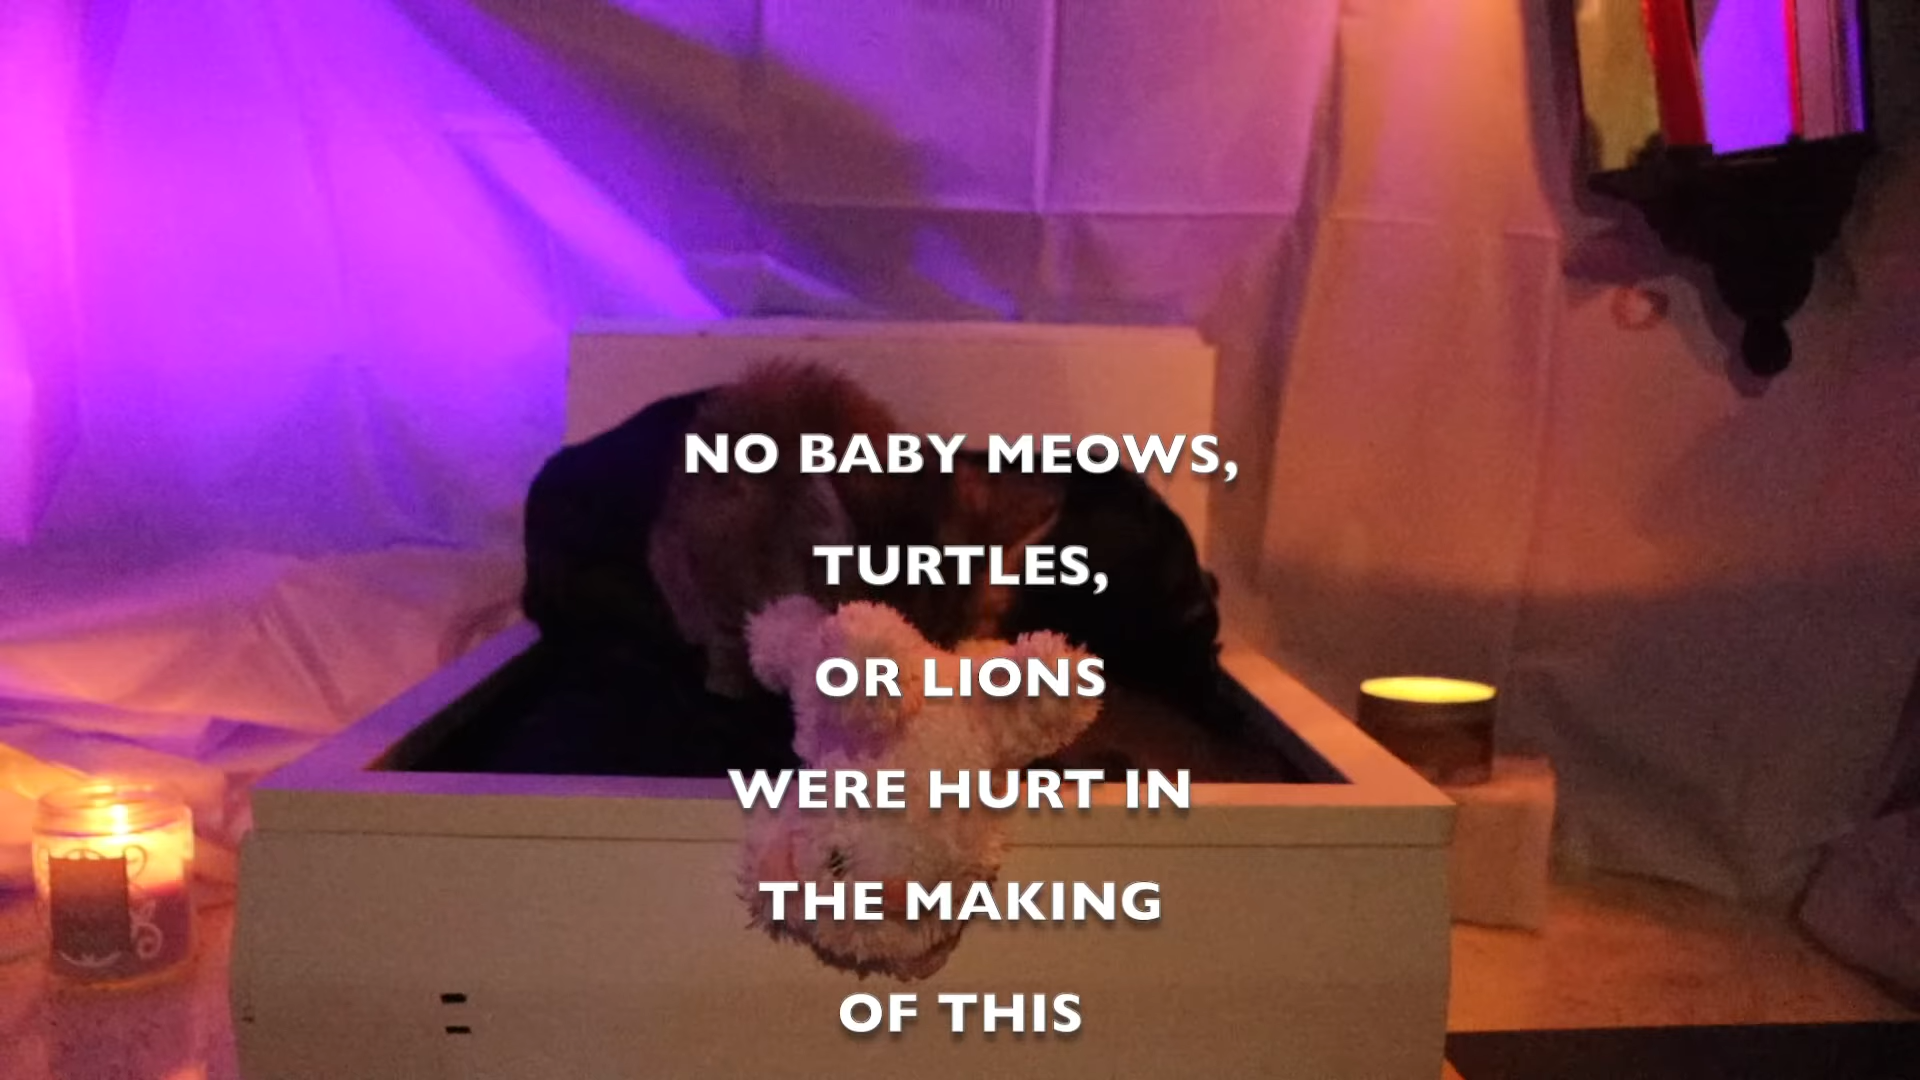 NO BABY MEOWS,
TURTLES,
OR LIONS
WERE HURT IN
THE MAKING
OF THIS